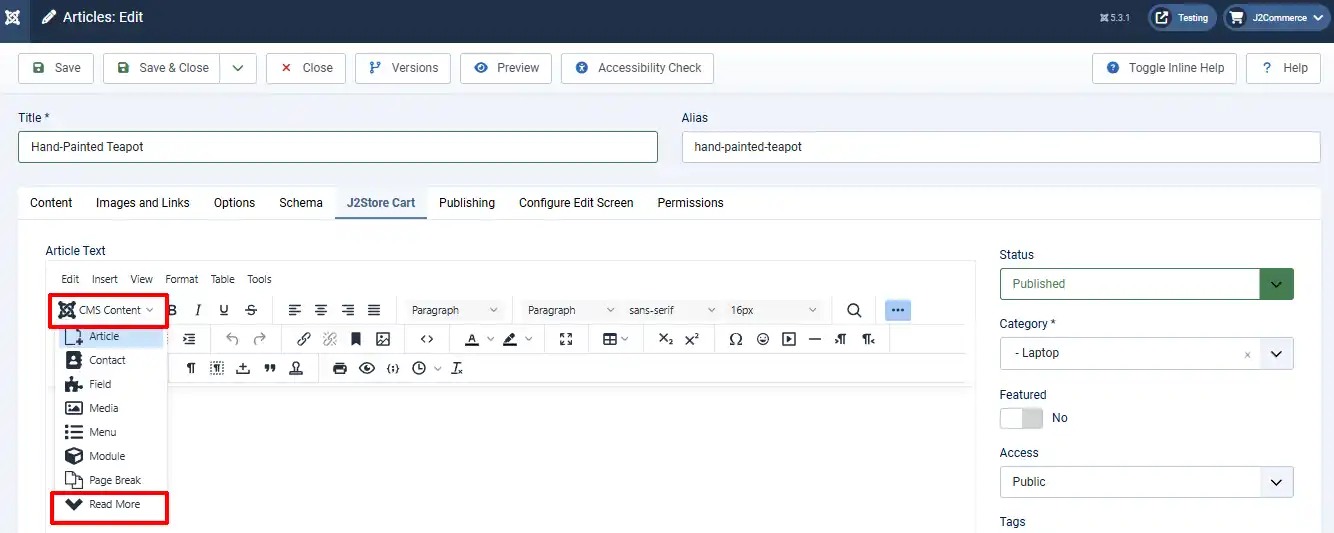 Articles: Edit
5.3.1
Testing
J2Commerce
Save
Save & Close
Close
Versions
Preview
Accessibility Check
Toggle Inline Help
? Help
Title *
Alias
Hand-Painted Teapot
hand-painted-teapot
Content
Images and Links
Options
Schema
J2Store Cart
Publishing
Configure Edit Screen
Permissions
Article Text
Edit
Insert
View
Format
Table
Tools
CMS Content
B
I
U
S
Paragraph
Paragraph
sans-serif
16px
Article
Contact
Field
Media
Menu
Module
Page Break
Read More
Status
Published
Category *
- Laptop
Featured
No
Access
Public
Tags